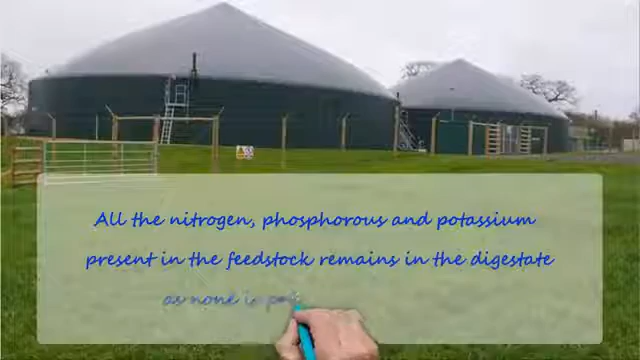 All the nitrogen, phosphorous and potassium
present in the feedstock remains in the digestate
as none is